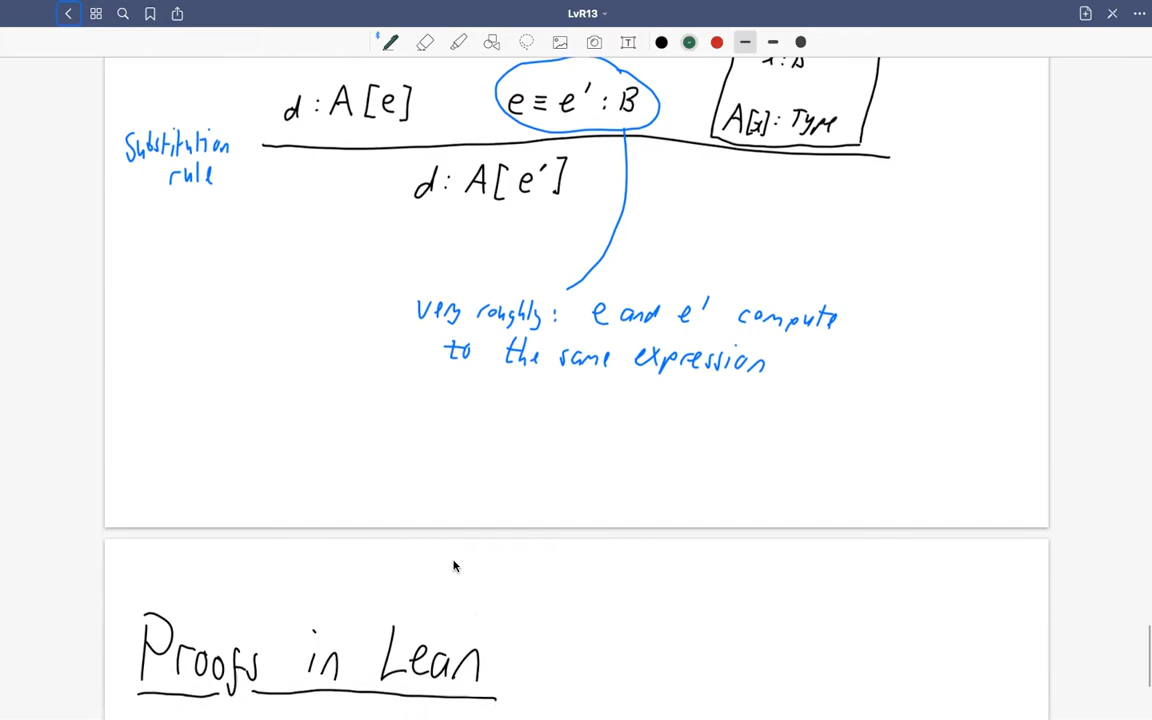 LvR13
d : A[e]
e ≡ e' : B
A[x] : Type
Substitution
rule
d : A[e']
very roughly : e and e' compute
to the same expression
Proofs in Lean